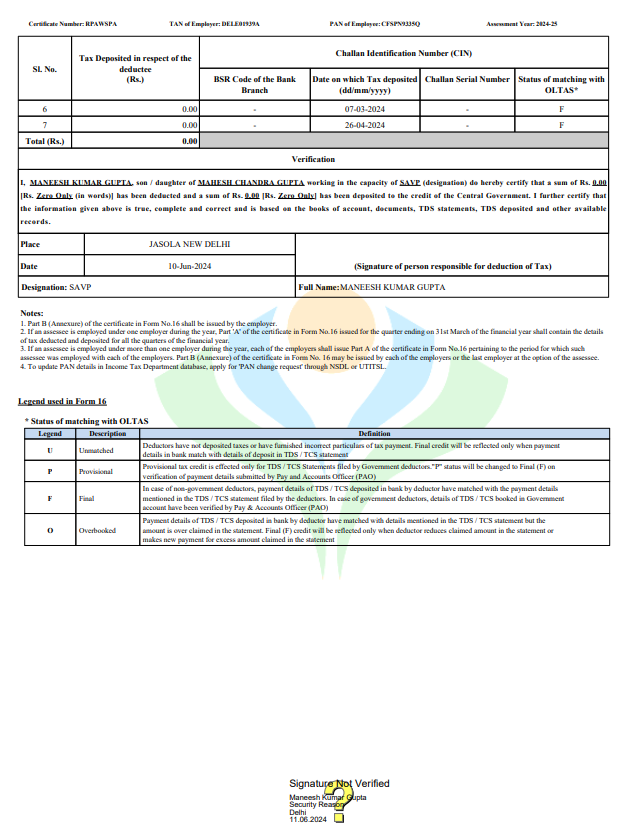 Certificate Number: RPAWSPA TAN of Employer: DELE01939A PAN of Employee: CFSPN9335Q Assessment Year: 2024-25
Sl. No. Tax Deposited in respect of the deductee (Rs.) Challan Identification Number (CIN)
BSR Code of the Bank Branch Date on which Tax deposited (dd/mm/yyyy) Challan Serial Number Status of matching with OLTAS*
6 0.00 - 07-03-2024 - F
7 0.00 - 26-04-2024 - F
Total (Rs.) 0.00
Verification
I, MANEESH KUMAR GUPTA, son / daughter of MAHESH CHANDRA GUPTA working in the capacity of SAVP (designation) do hereby certify that a sum of Rs. 0.00
[Rs. Zero Only (in words)] has been deducted and a sum of Rs. 0.00 [Rs. Zero Only] has been deposited to the credit of the Central Government. I further certify that
the information given above is true, complete and correct and is based on the books of account, documents, TDS statements, TDS deposited and other available
records.
Place JASOLA NEW DELHI
Date 10-Jun-2024 (Signature of person responsible for deduction of Tax)
Designation: SAVP Full Name:MANEESH KUMAR GUPTA
Notes:
1. Part B (Annexure) of the certificate in Form No.16 shall be issued by the employer.
2. If an assessee is employed under one employer during the year, Part 'A' of the certificate in Form No.16 issued for the quarter ending on 31st March of the financial year shall contain the details
of tax deducted and deposited for all the quarters of the financial year.
3. If an assessee is employed under more than one employer during the year, each of the employers shall issue Part A of the certificate in Form No.16 pertaining to the period for which such
assessee was employed with each of the employers. Part B (Annexure) of the certificate in Form No. 16 may be issued by each of the employers or the last employer at the option of the assessee.
4. To update PAN details in Income Tax Department database, apply for 'PAN change request' through NSDL or UTITSL.
Legend used in Form 16
* Status of matching with OLTAS
Legend Description Definition
U Unmatched Deductors have not deposited taxes or have furnished incorrect particulars of tax payment. Final credit will be reflected only when payment
details in bank match with details of deposit in TDS / TCS statement
P Provisional Provisional tax credit is effected only for TDS / TCS Statements filed by Government deductors."P" status will be changed to Final (F) on
verification of payment details submitted by Pay and Accounts Officer (PAO)
F Final In case of non-government deductors, payment details of TDS / TCS deposited in bank by deductor have matched with the payment details
mentioned in the TDS / TCS statement filed by the deductors. In case of government deductors, details of TDS / TCS booked in Government
account have been verified by Pay & Accounts Officer (PAO)
O Overbooked Payment details of TDS / TCS deposited in bank by deductor have matched with details mentioned in the TDS / TCS statement but the
amount is over claimed in the statement. Final (F) credit will be reflected only when deductor reduces claimed amount in the statement or
makes new payment for excess amount claimed in the statement
Signature Not Verified
Maneesh Kumar Gupta
Security Reason
Delhi
11.06.2024